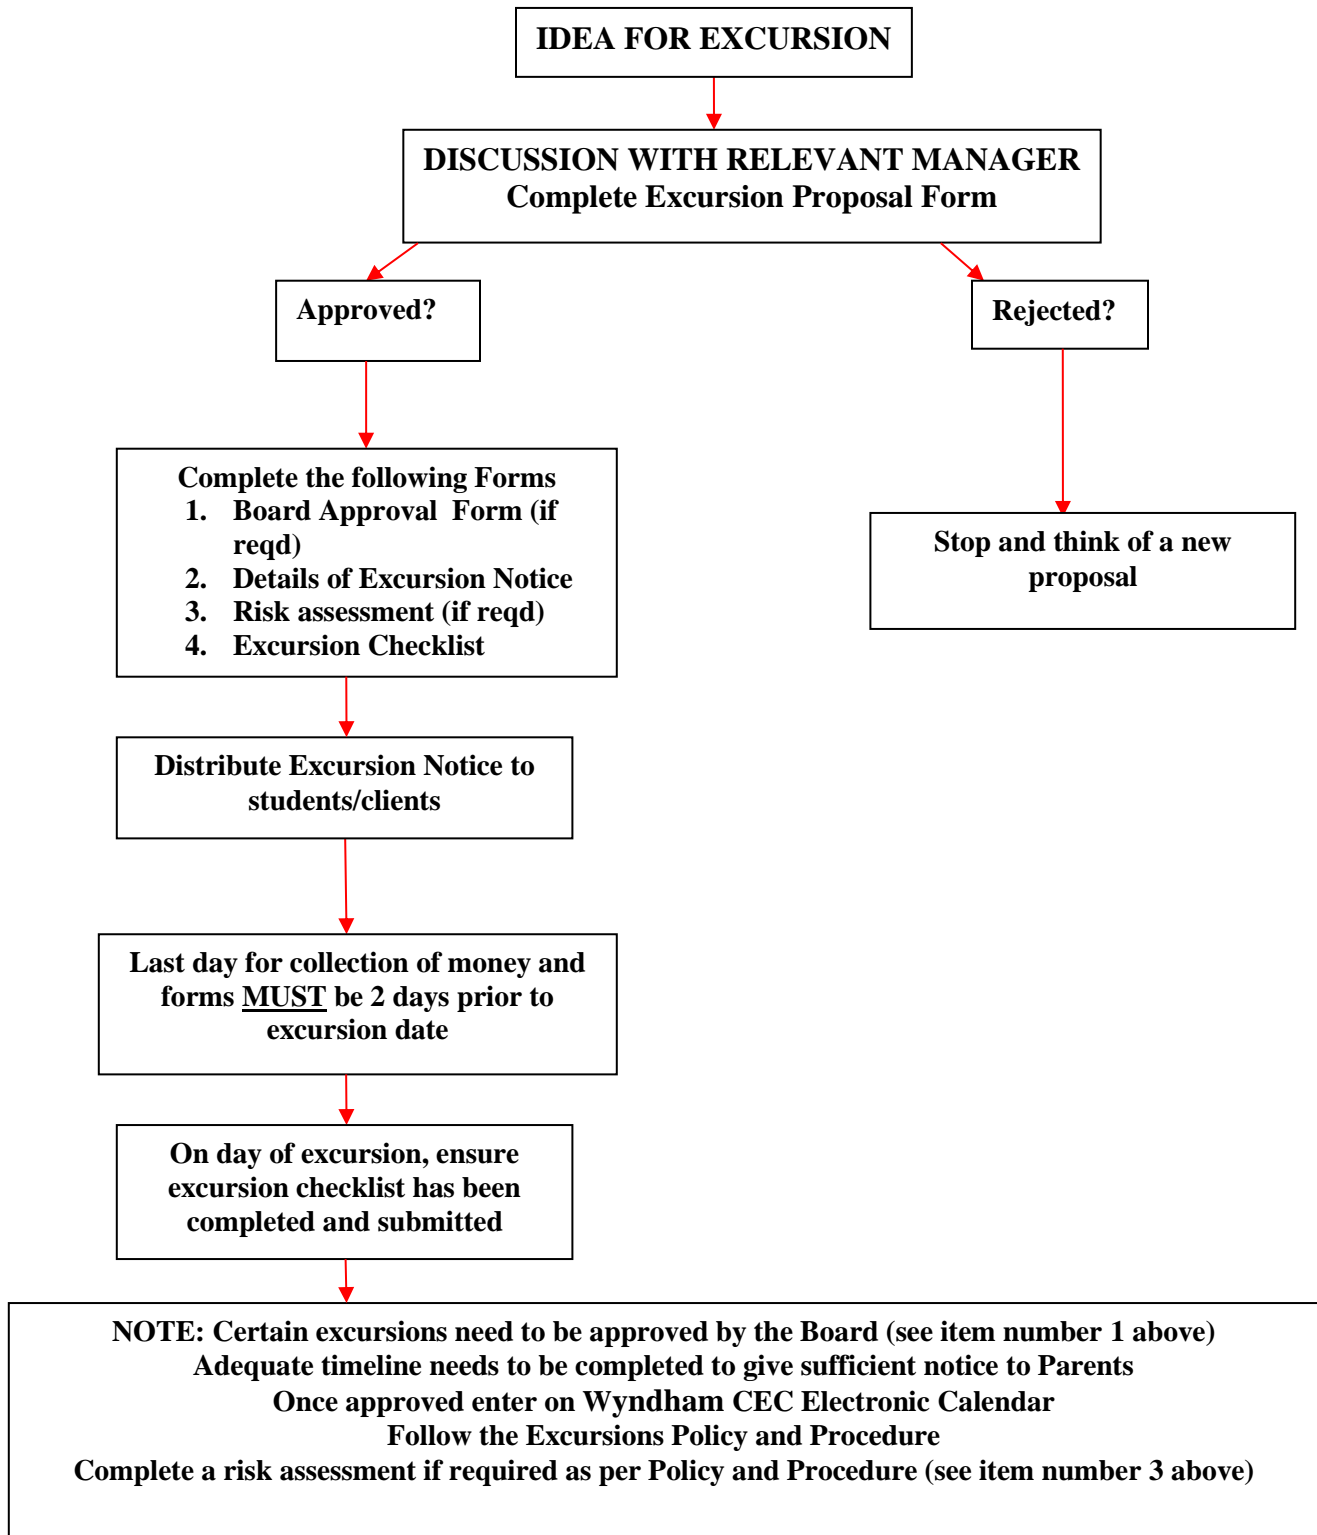 IDEA FOR EXCURSION
DISCUSSION WITH RELEVANT MANAGER
Complete Excursion Proposal Form
Approved?
Rejected?
Complete the following Forms
1. Board Approval  Form (if
reqd)
2. Details of Excursion Notice
3. Risk assessment (if reqd)
4. Excursion Checklist
Stop and think of a new
proposal
Distribute Excursion Notice to
students/clients
Last day for collection of money and
forms MUST be 2 days prior to
excursion date
On day of excursion, ensure
excursion checklist has been
completed and submitted
NOTE: Certain excursions need to be approved by the Board (see item number 1 above)
Adequate timeline needs to be completed to give sufficient notice to Parents
Once approved enter on Wyndham CEC Electronic Calendar
Follow the Excursions Policy and Procedure
Complete a risk assessment if required as per Policy and Procedure (see item number 3 above)